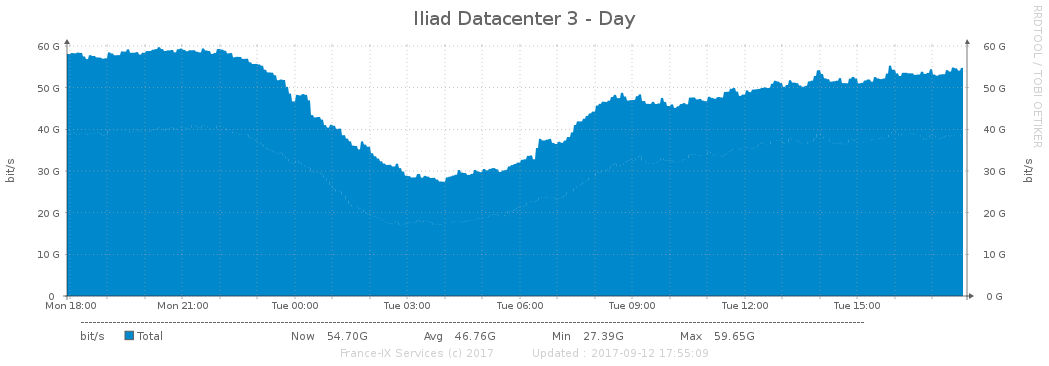 Iliad Datacenter 3 - Day
RRDTOOL / TOBI OETIKER
60 G 60 G
50 G 50 G
40 G 40 G
30 G 30 G
20 G 20 G
10 G 10 G
0 0 G
bit/s bit/s
Mon 18:00 Mon 21:00 Tue 00:00 Tue 03:00 Tue 06:00 Tue 09:00 Tue 12:00 Tue 15:00
bit/s Total Now 54.70G Avg 46.76G Min 27.39G Max 59.65G
France-IX Services (c) 2017 Updated : 2017-09-12 17:55:09